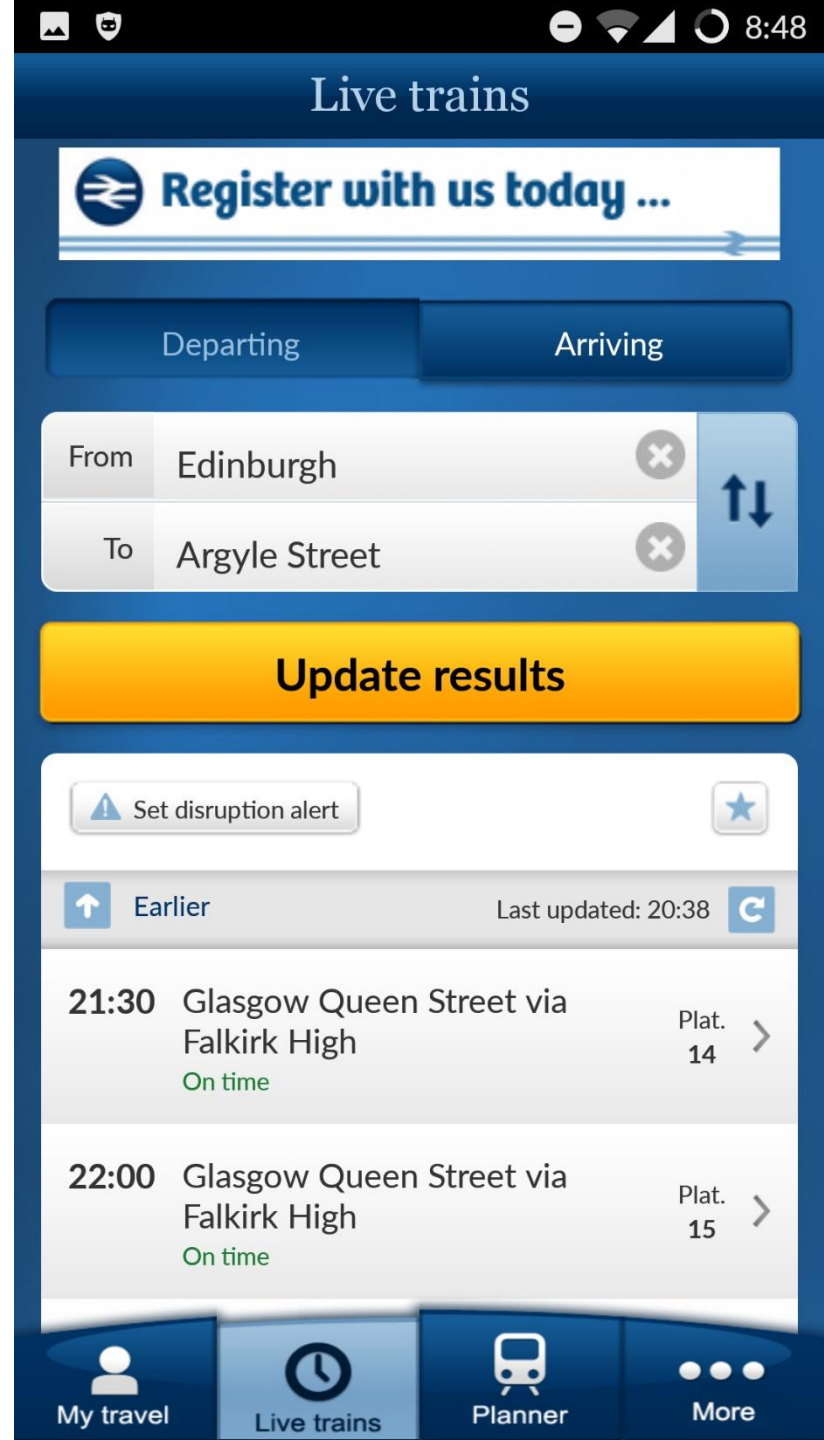 8:48
Live trains
Register with us today ...
Departing Arriving
From Edinburgh
To Argyle Street
Update results
Set disruption alert
Earlier Last updated: 20:38
21:30 Glasgow Queen Street via
Falkirk High
On time
Plat.
14
22:00 Glasgow Queen Street via
Falkirk High
On time
Plat.
15
My travel Live trains Planner More